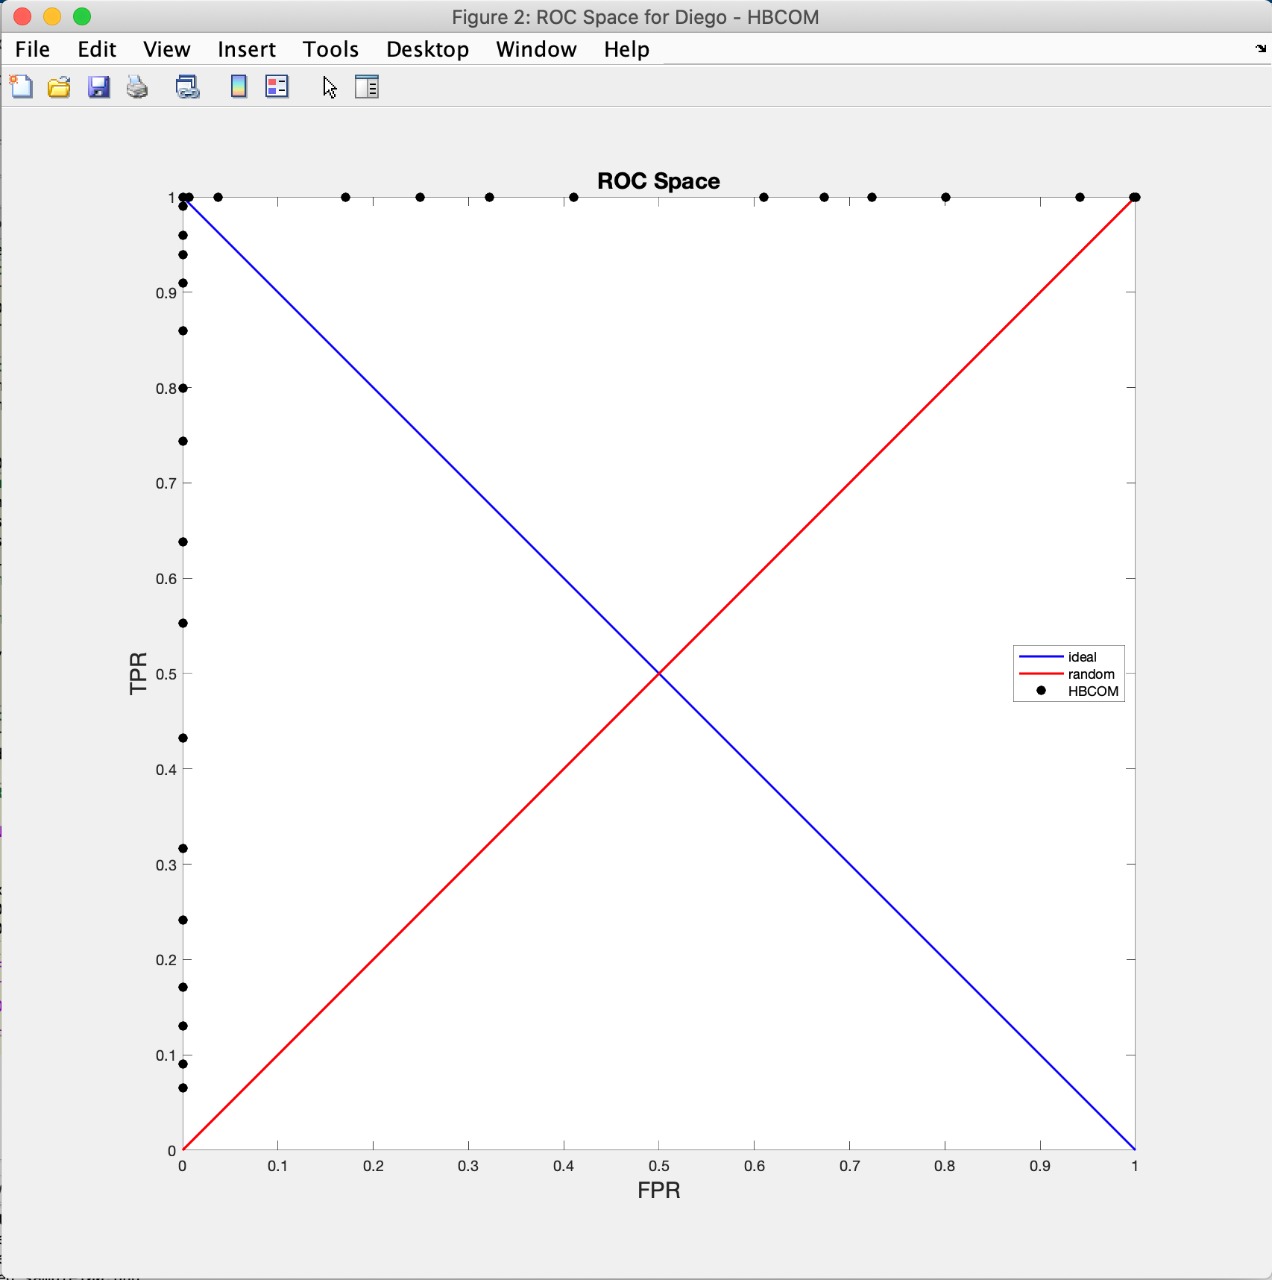 Figure 2: ROC Space for Diego - HBCOM
File Edit View Insert Tools Desktop Window Help
ROC Space
1
0.9
0.8
0.7
0.6
0.5
0.4
0.3
0.2
0.1
0
TPR
ideal
random
HBCOM
0 0.1 0.2 0.3 0.4 0.5 0.6 0.7 0.8 0.9 1
FPR